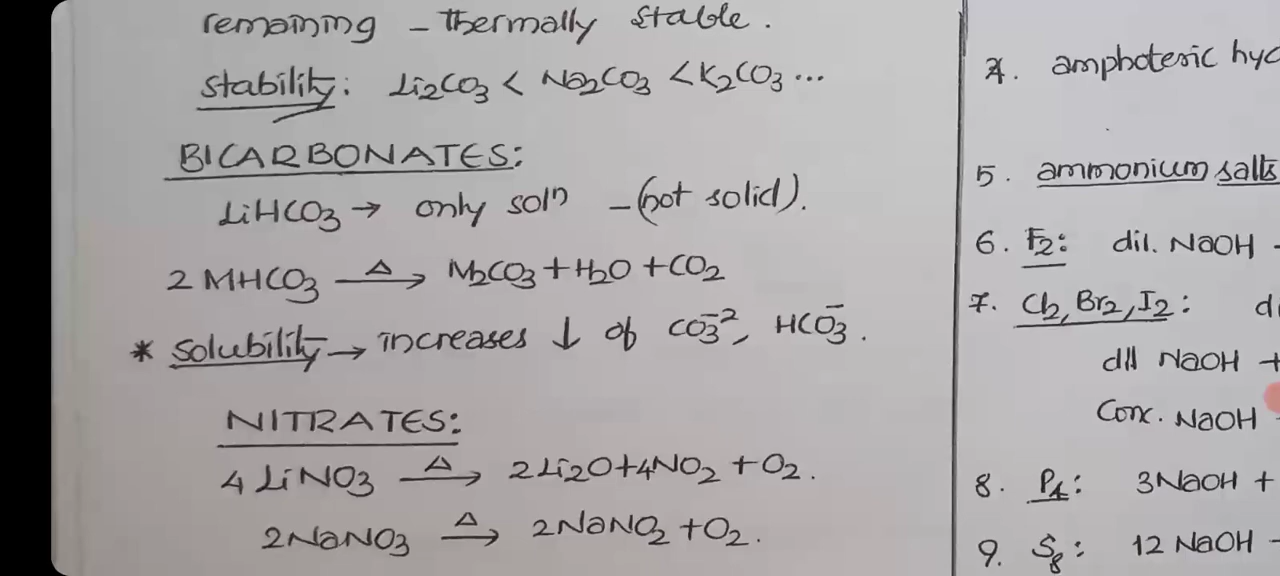 remaining - thermally stable.
stability: Li2CO3 < Na2CO3 < K2CO3 ...
BICARBONATES:
LiHCO3 → only soln - (not solid).
2 MHCO3 —Δ→ M2CO3 + H2O + CO2
* Solubility → increases ↓ of CO3^-2, HCO3^-.
NITRATES:
4 LiNO3 —Δ→ 2Li2O + 4NO2 + O2.
2NaNO3 —Δ→ 2NaNO2 + O2.
4. amphoteric hyd
5. ammonium salts
6. F2: dil. NaOH -
7. Cl2, Br2, I2: di
dil NaOH +
Conc. NaOH -
8. P4: 3NaOH +
9. S8: 12 NaOH -